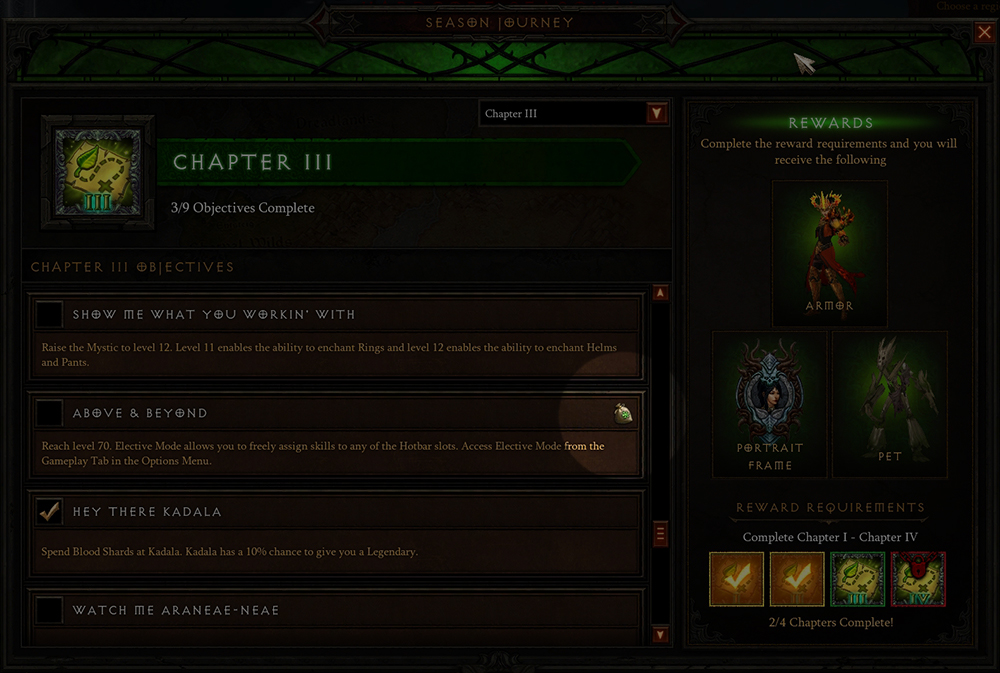 Choose a reg
SEASON JOURNEY
Chapter III
CHAPTER III
III
3/9 Objectives Complete
CHAPTER III OBJECTIVES
SHOW ME WHAT YOU WORKIN' WITH
Raise the Mystic to level 12. Level 11 enables the ability to enchant Rings and level 12 enables the ability to enchant Helms
and Pants.
ABOVE & BEYOND
Reach level 70. Elective Mode allows you to freely assign skills to any of the Hotbar slots. Access Elective Mode from the
Gameplay Tab in the Options Menu.
HEY THERE KADALA
Spend Blood Shards at Kadala. Kadala has a 10% chance to give you a Legendary.
WATCH ME ARANEAE-NEAE
REWARDS
Complete the reward requirements and you will
receive the following
ARMOR
PORTRAIT
FRAME
PET
REWARD REQUIREMENTS
Complete Chapter I - Chapter IV
III
IV
2/4 Chapters Complete!